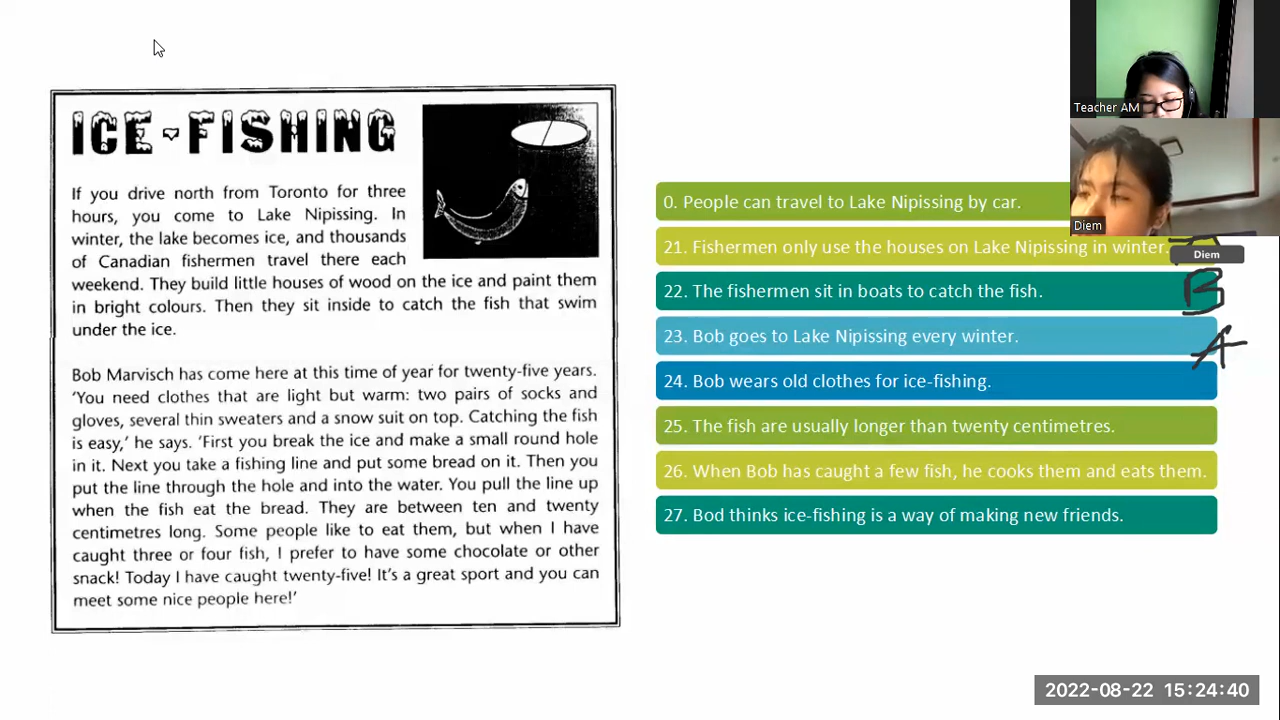 ICE-FISHING
If you drive north from Toronto for three
hours, you come to Lake Nipissing. In
winter, the lake becomes ice, and thousands
of Canadian fishermen travel there each
weekend. They build little houses of wood on the ice and paint them
in bright colours. Then they sit inside to catch the fish that swim
under the ice.
Bob Marvisch has come here at this time of year for twenty-five years.
'You need clothes that are light but warm: two pairs of socks and
gloves, several thin sweaters and a snow suit on top. Catching the fish
is easy,' he says. 'First you break the ice and make a small round hole
in it. Next you take a fishing line and put some bread on it. Then you
put the line through the hole and into the water. You pull the line up
when the fish eat the bread. They are between ten and twenty
centimetres long. Some people like to eat them, but when I have
caught three or four fish, I prefer to have some chocolate or other
snack! Today I have caught twenty-five! It's a great sport and you can
meet some nice people here!'
0. People can travel to Lake Nipissing by car.
21. Fishermen only use the houses on Lake Nipissing in winter.
22. The fishermen sit in boats to catch the fish. B
23. Bob goes to Lake Nipissing every winter. A
24. Bob wears old clothes for ice-fishing.
25. The fish are usually longer than twenty centimetres.
26. When Bob has caught a few fish, he cooks them and eats them.
27. Bod thinks ice-fishing is a way of making new friends.
Teacher AM
Diem
Diem
2022-08-22 15:24:40